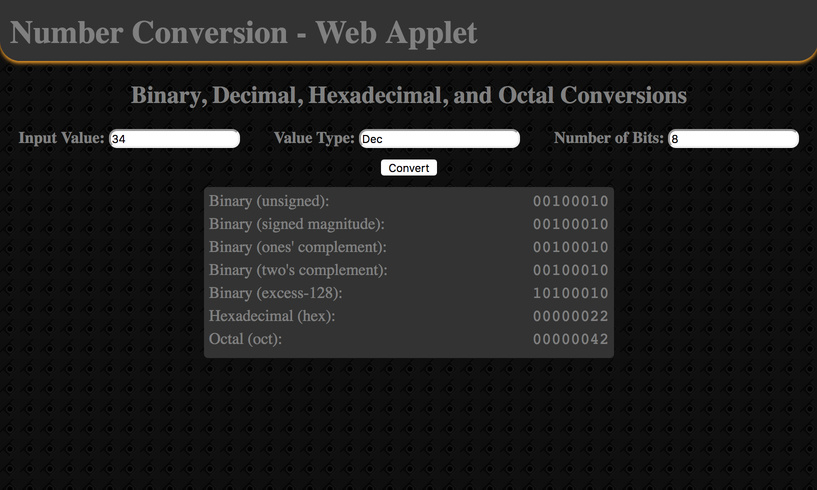 Number Conversion - Web Applet
Binary, Decimal, Hexadecimal, and Octal Conversions
Input Value: 34 Value Type: Dec Number of Bits: 8
Convert
Binary (unsigned): 00100010
Binary (signed magnitude): 00100010
Binary (ones' complement): 00100010
Binary (two's complement): 00100010
Binary (excess-128): 10100010
Hexadecimal (hex): 00000022
Octal (oct): 00000042